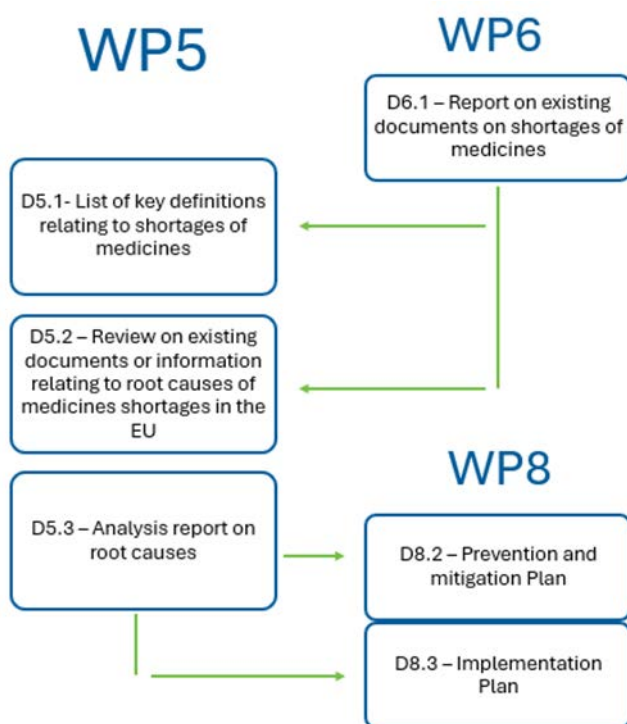 WP5
WP6
D6.1 – Report on existing
documents on shortages of
medicines
D5.1- List of key definitions
relating to shortages of
medicines
D5.2 – Review on existing
documents or information
relating to root causes of
medicines shortages in the
EU
WP8
D5.3 – Analysis report on
root causes
D8.2 – Prevention and
mitigation Plan
D8.3 – Implementation
Plan